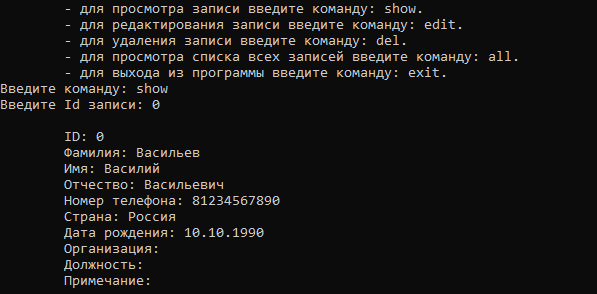 - для просмотра записи введите команду: show.
- для редактирования записи введите команду: edit.
- для удаления записи введите команду: del.
- для просмотра списка всех записей введите команду: all.
- для выхода из программы введите команду: exit.
Введите команду: show
Введите Id записи: 0
ID: 0
Фамилия: Васильев
Имя: Василий
Отчество: Васильевич
Номер телефона: 81234567890
Страна: Россия
Дата рождения: 10.10.1990
Организация:
Должность:
Примечание: